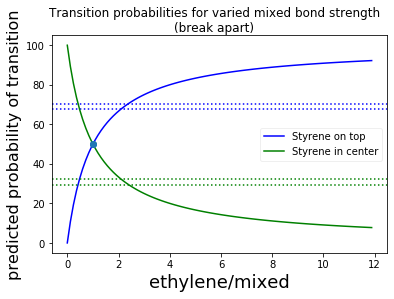 Transition probabilities for varied mixed bond strength
(break apart)
predicted probability of transition
100
80
60
40
20
0
Styrene on top
Styrene in center
0
2
4
6
8
10
12
ethylene/mixed